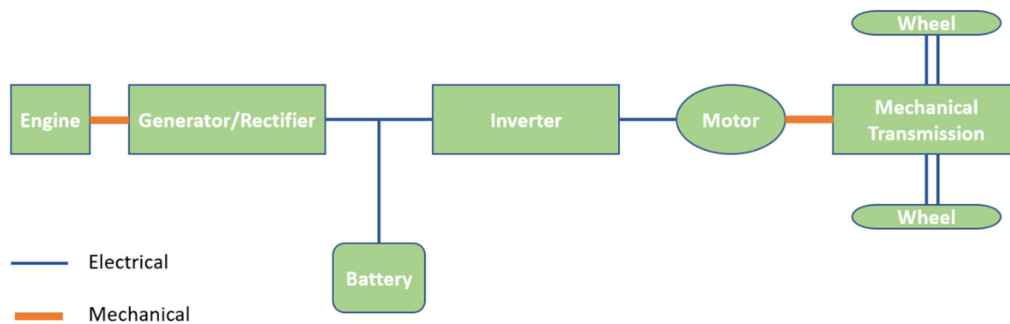 Wheel
Engine
Generator/Rectifier
Inverter
Motor
Mechanical
Transmission
Wheel
Electrical
Battery
Mechanical